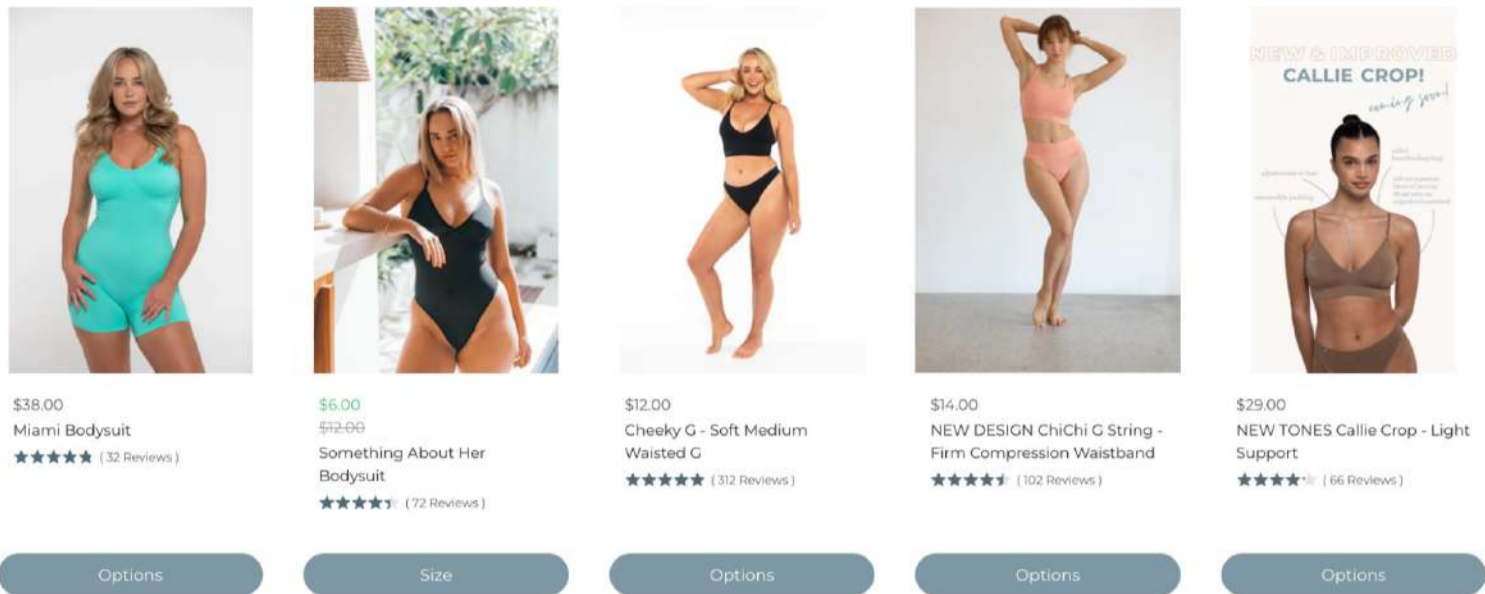 NEW & IMPROVED
CALLIE CROP!
coming soon!
removable padding
$38.00
Miami Bodysuit
( 32 Reviews )
$6.00
$12.00
Something About Her
Bodysuit
( 72 Reviews )
$12.00
Cheeky G - Soft Medium
Waisted G
( 312 Reviews )
$14.00
NEW DESIGN ChiChi G String -
Firm Compression Waistband
( 102 Reviews )
$29.00
NEW TONES Callie Crop - Light
Support
( 66 Reviews )
Options
Size
Options
Options
Options